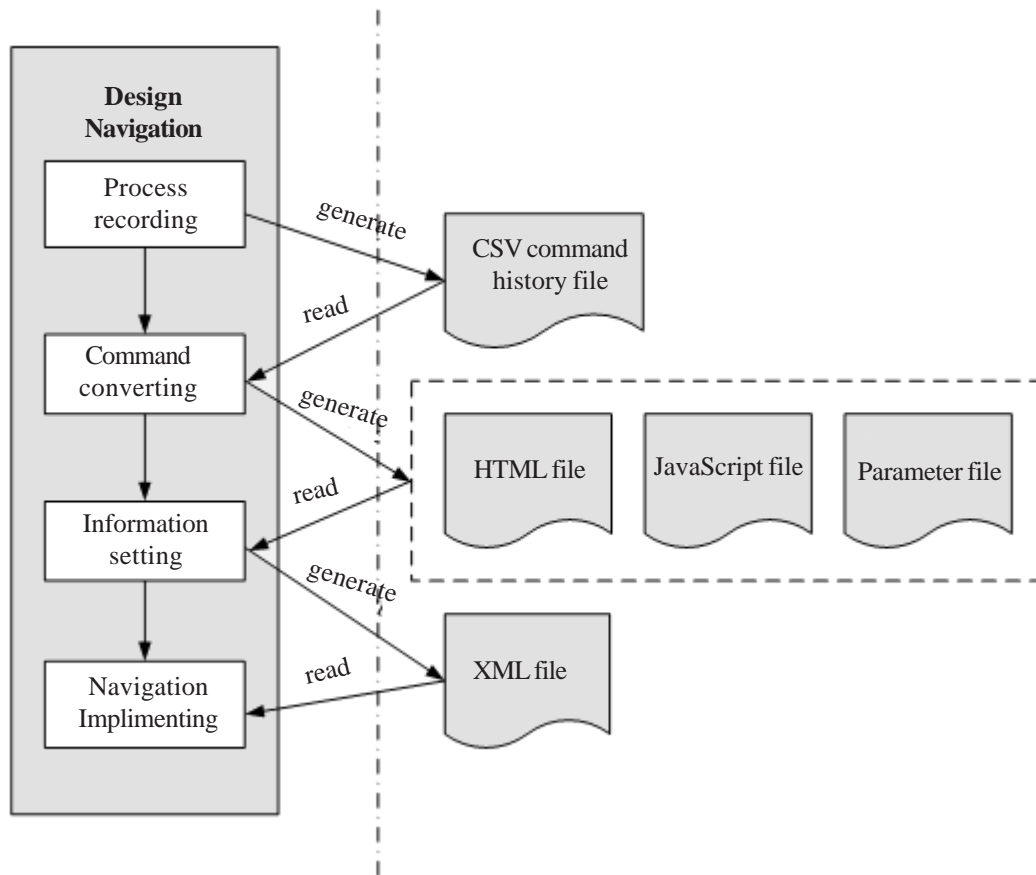 Design
Navigation
Process
recording
generate
CSV command
history file
read
Command
converting
generate
HTML file
JavaScript file
Parameter file
read
Information
setting
generate
XML file
read
Navigation
Implimenting